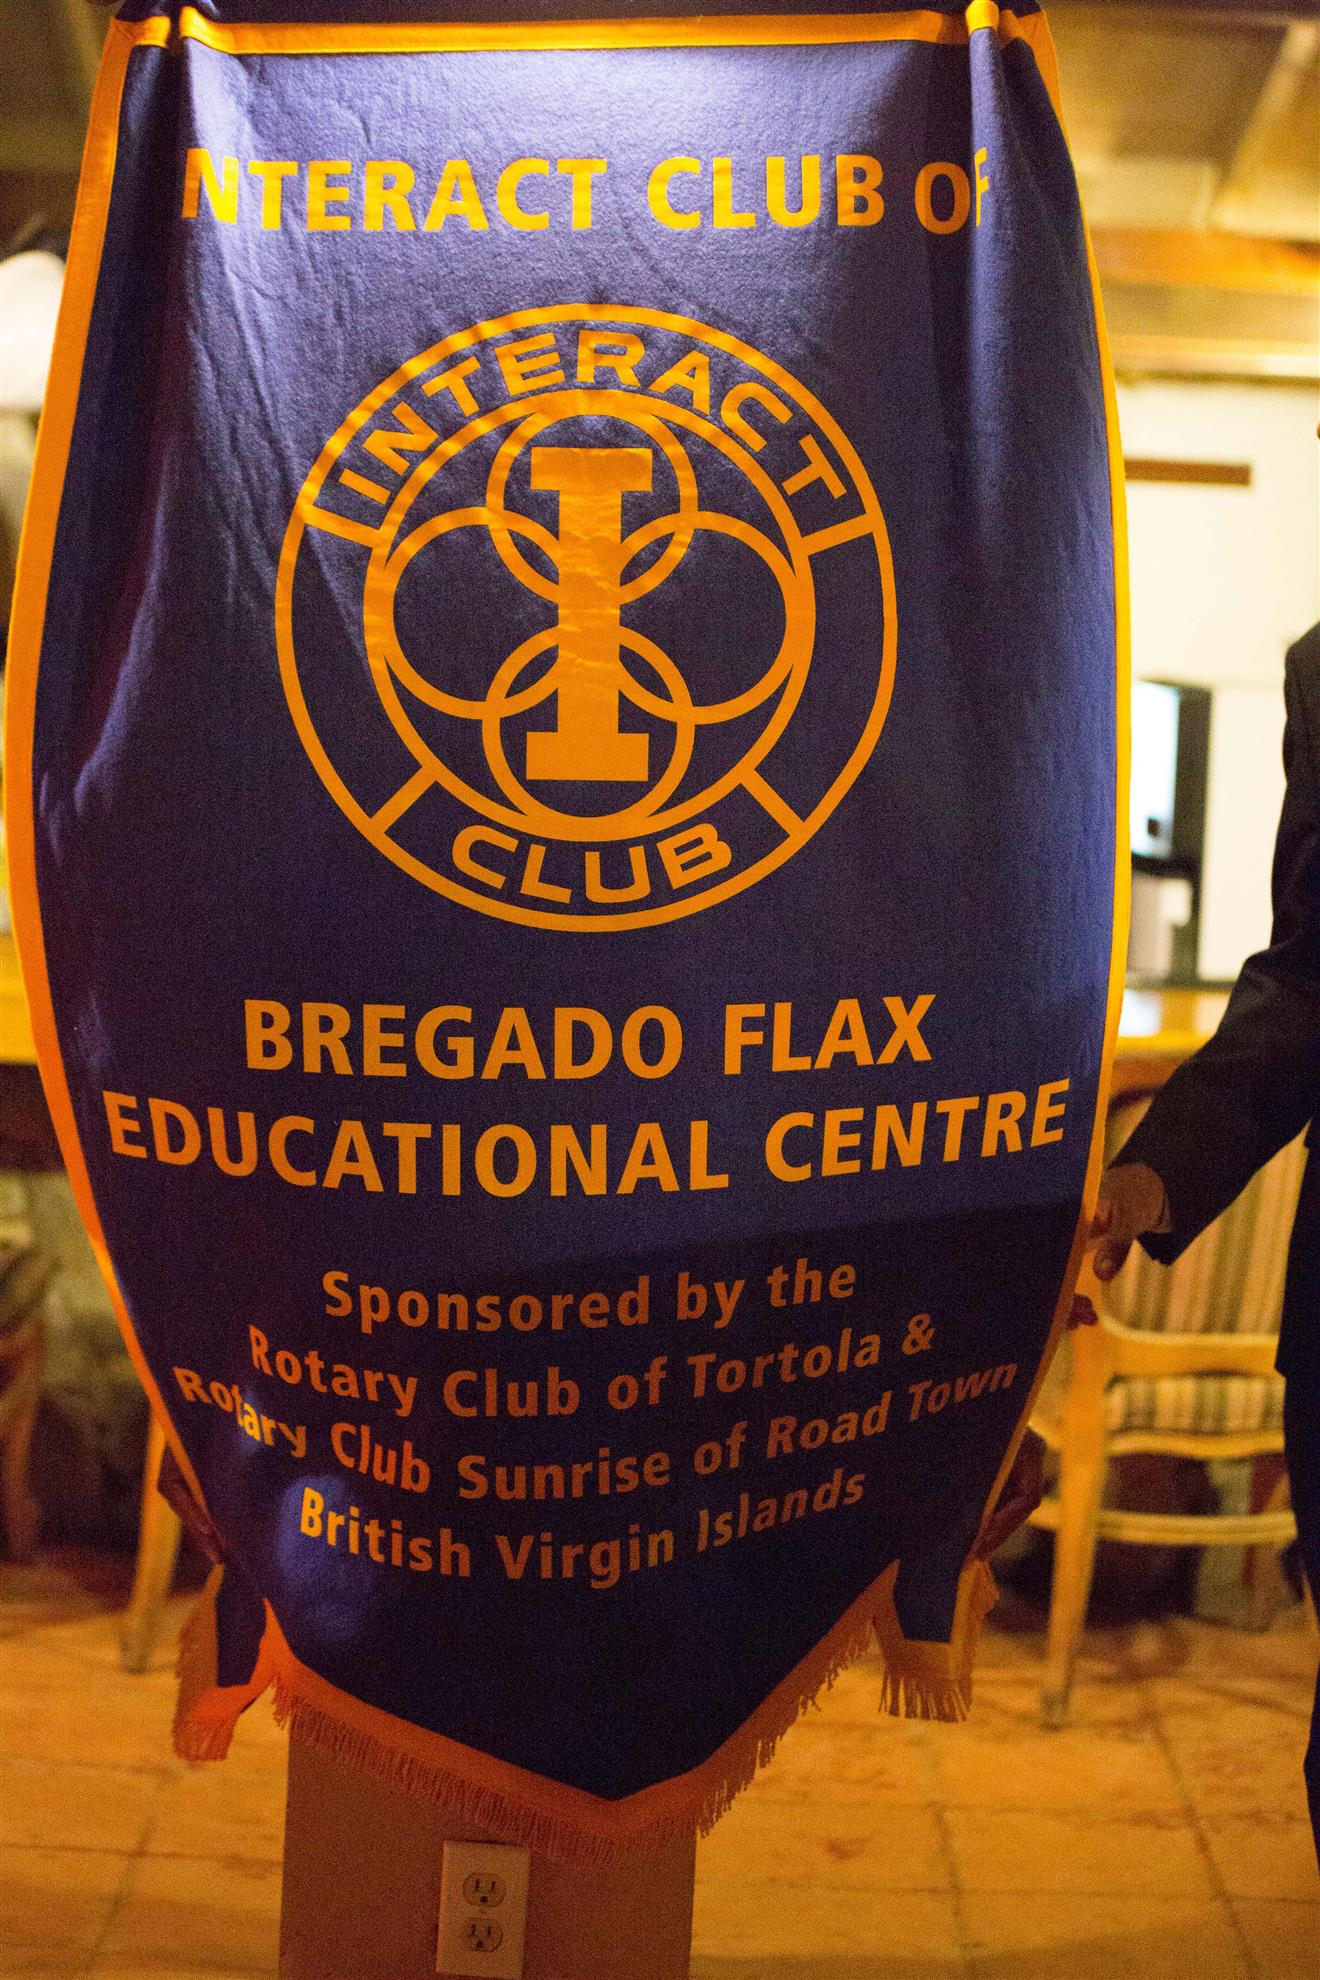 NTERACT CLUB OF
INTERACT
I
CLUB
BREGADO FLAX
EDUCATIONAL CENTRE
Sponsored by the
Rotary Club of Tortola &
Rotary Club Sunrise of Road Town
British Virgin Islands